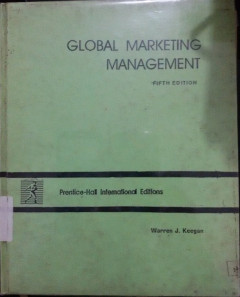 GLOBAL MARKETING
MANAGEMENT
FIFTH EDITION
Prentice-Hall International Editions
Warren J. Keegan